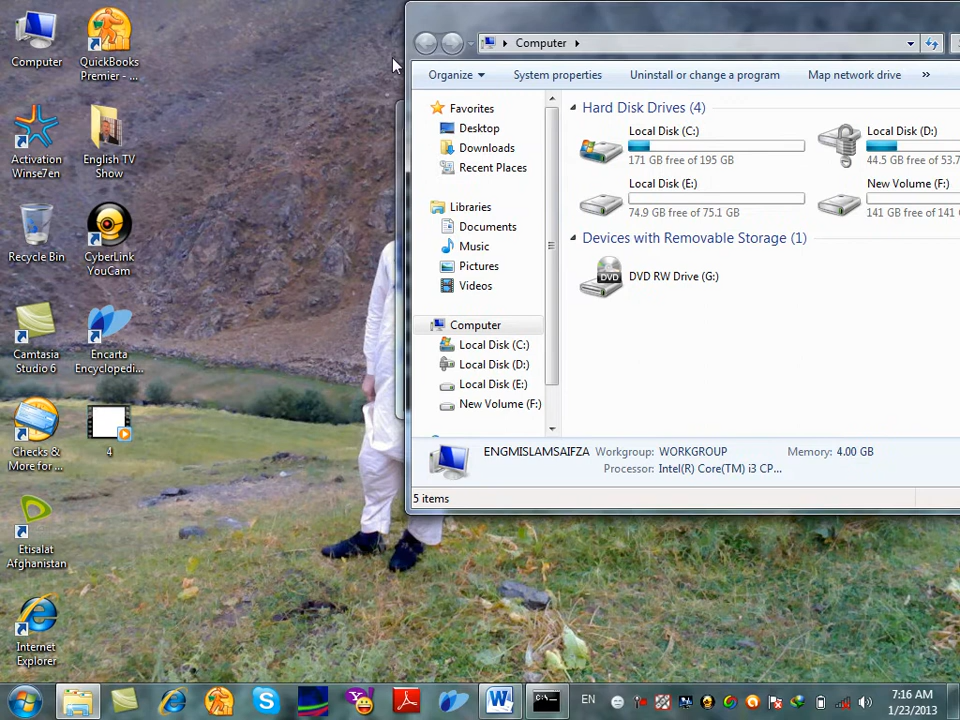 Computer
QuickBooks
Premier - ...
Activation
Winse7en
English TV
Show
Recycle Bin
CyberLink
YouCam
Camtasia
Studio 6
Encarta
Encyclopedi...
Checks &
More for ...
4
Etisalat
Afghanistan
Internet
Explorer
Computer
Organize
System properties
Uninstall or change a program
Map network drive
»
Favorites
Desktop
Downloads
Recent Places
Libraries
Documents
Music
Pictures
Videos
Computer
Local Disk (C:)
Local Disk (D:)
Local Disk (E:)
New Volume (F:)
Hard Disk Drives (4)
Local Disk (C:)
171 GB free of 195 GB
Local Disk (D:)
44.5 GB free of 53.7
Local Disk (E:)
74.9 GB free of 75.1 GB
New Volume (F:)
141 GB free of 141
Devices with Removable Storage (1)
DVD
DVD RW Drive (G:)
ENGMISLAMSAIFZA Workgroup: WORKGROUP Memory: 4.00 GB
Processor: Intel(R) Core(TM) i3 CP...
5 items
EN
7:16 AM
1/23/2013